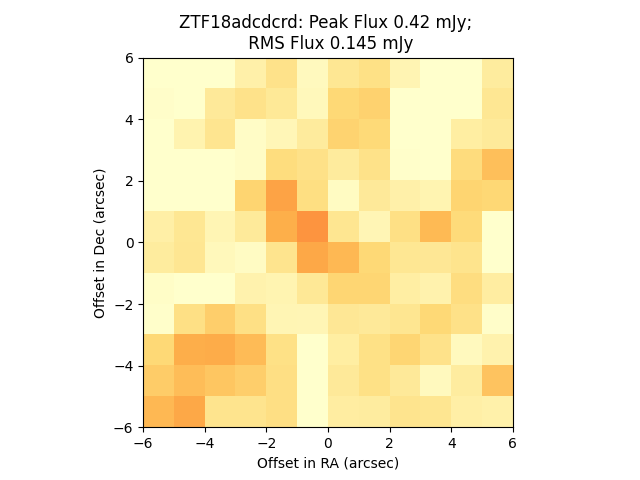 ZTF18adcdcrd: Peak Flux 0.42 mJy;
RMS Flux 0.145 mJy
6
4
2
0
−2
−4
−6
Offset in Dec (arcsec)
−6 −4 −2 0 2 4 6
Offset in RA (arcsec)